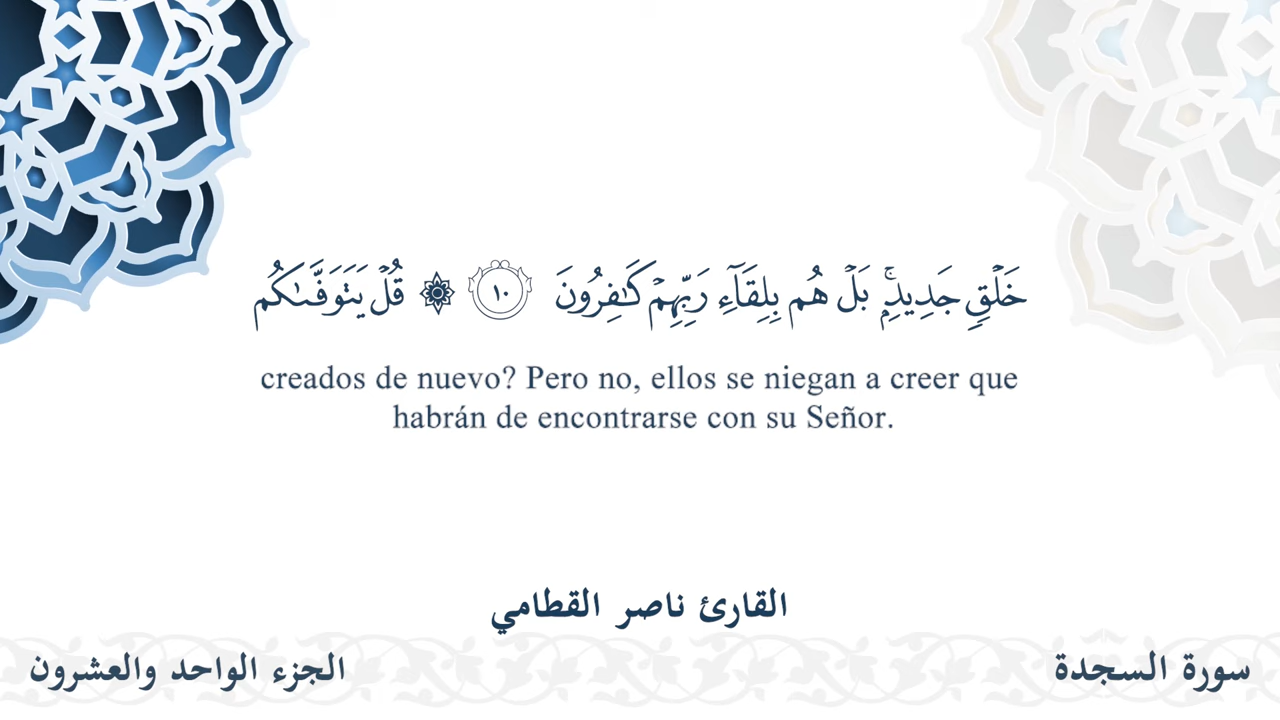 خَلۡقٖ جَدِيدِۭۚ بَلۡ هُم بِلِقَآءِ رَبِّهِمۡ كَٰفِرُونَ ١٠ ۞ قُلۡ يَتَوَفَّىٰكُم
creados de nuevo? Pero no, ellos se niegan a creer que
habrán de encontrarse con su Señor.
القارئ ناصر القطامي
سورة السجدة
الجزء الواحد والعشرون